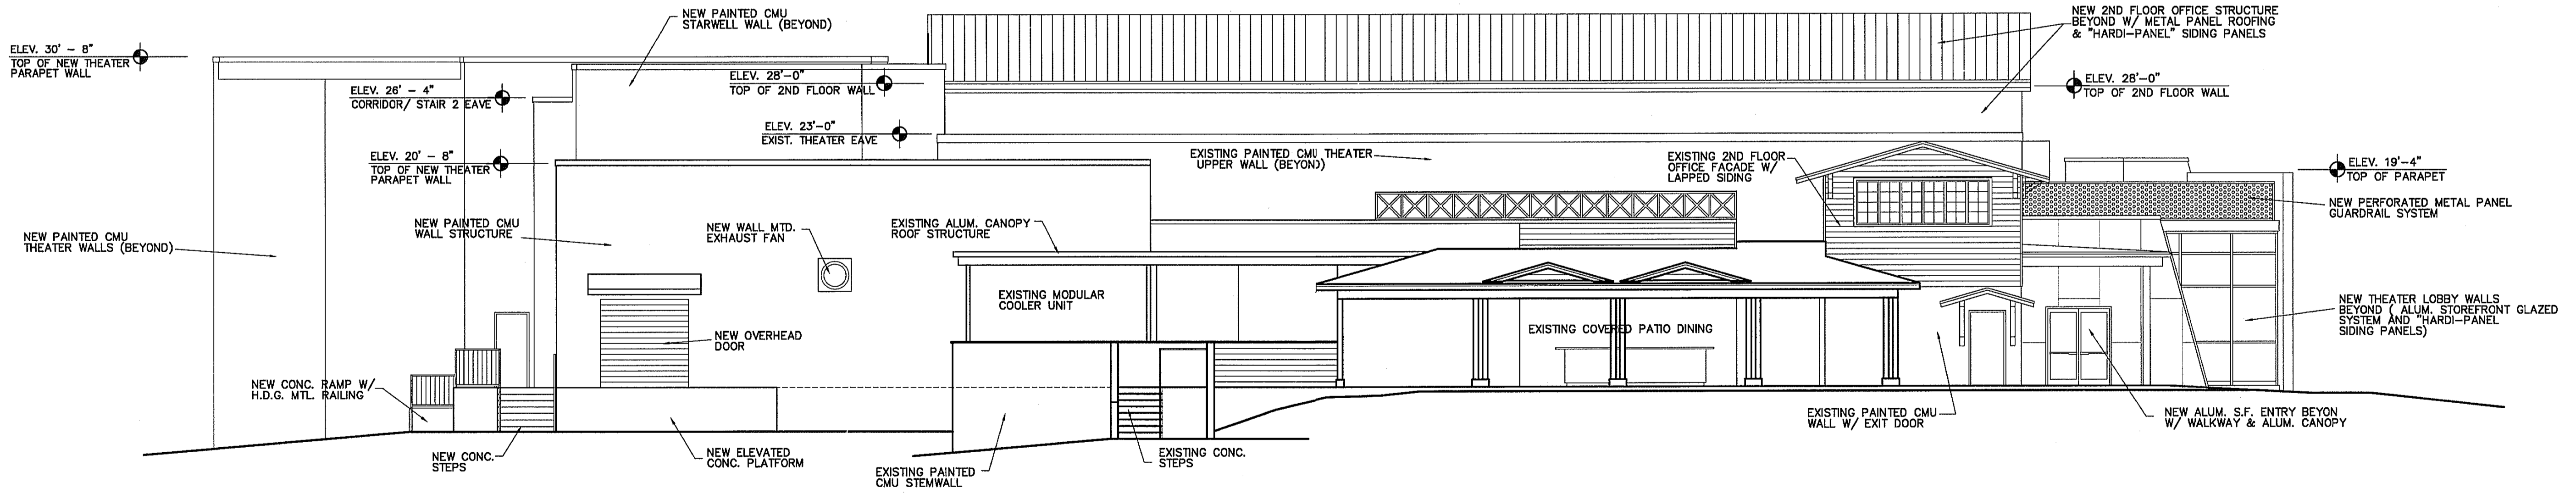 NEW PAINTED CMU
STARWELL WALL (BEYOND)
NEW 2ND FLOOR OFFICE STRUCTURE
BEYOND W/ METAL PANEL ROOFING
& "HARDI-PANEL" SIDING PANELS
ELEV. 30' - 8"
TOP OF NEW THEATER
PARAPET WALL
ELEV. 26' - 4"
CORRIDOR/ STAIR 2 EAVE
ELEV. 28'-0"
TOP OF 2ND FLOOR WALL
ELEV. 28'-0"
TOP OF 2ND FLOOR WALL
ELEV. 23'-0"
EXIST. THEATER EAVE
ELEV. 20' - 8"
TOP OF NEW THEATER
PARAPET WALL
EXISTING PAINTED CMU THEATER
UPPER WALL (BEYOND)
EXISTING 2ND FLOOR
OFFICE FACADE W/
LAPPED SIDING
ELEV. 19'-4"
TOP OF PARAPET
NEW PERFORATED METAL PANEL
GUARDRAIL SYSTEM
NEW PAINTED CMU
THEATER WALLS (BEYOND)
NEW PAINTED CMU
WALL STRUCTURE
NEW WALL MTD.
EXHAUST FAN
EXISTING ALUM. CANOPY
ROOF STRUCTURE
EXISTING MODULAR
COOLER UNIT
NEW OVERHEAD
DOOR
EXISTING COVERED PATIO DINING
NEW THEATER LOBBY WALLS
BEYOND ( ALUM. STOREFRONT GLAZED
SYSTEM AND "HARDI-PANEL
SIDING PANELS)
NEW CONC. RAMP W/
H.D.G. MTL. RAILING
NEW CONC.
STEPS
NEW ELEVATED
CONC. PLATFORM
EXISTING PAINTED
CMU STEMWALL
EXISTING CONC.
STEPS
EXISTING PAINTED CMU
WALL W/ EXIT DOOR
NEW ALUM. S.F. ENTRY BEYON
W/ WALKWAY & ALUM. CANOPY